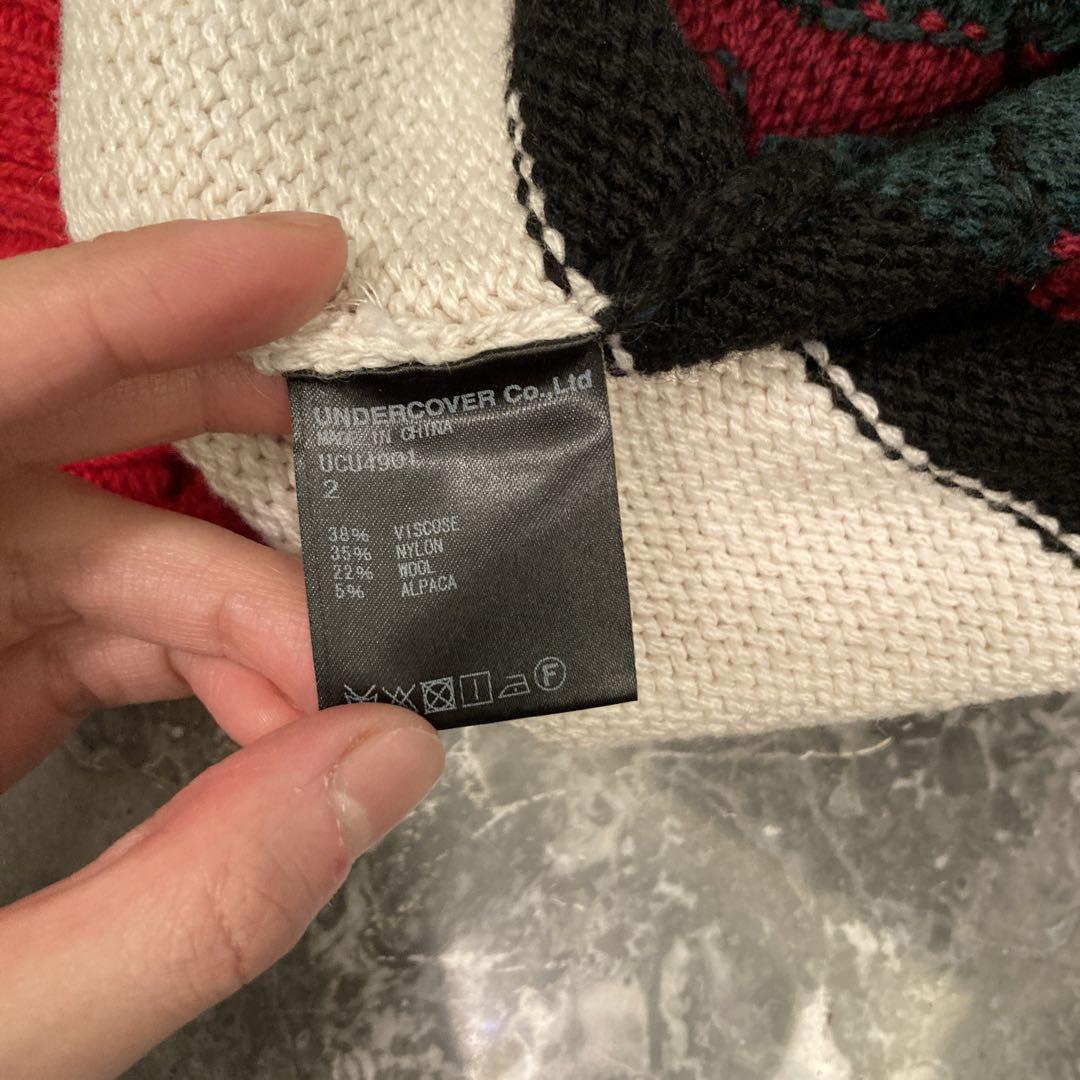 UNDERCOVER Co.,Ltd
MADE IN CHINA
UCU4901
2
38% VISCOSE
35% NYLON
22% WOOL
5% ALPACA
F